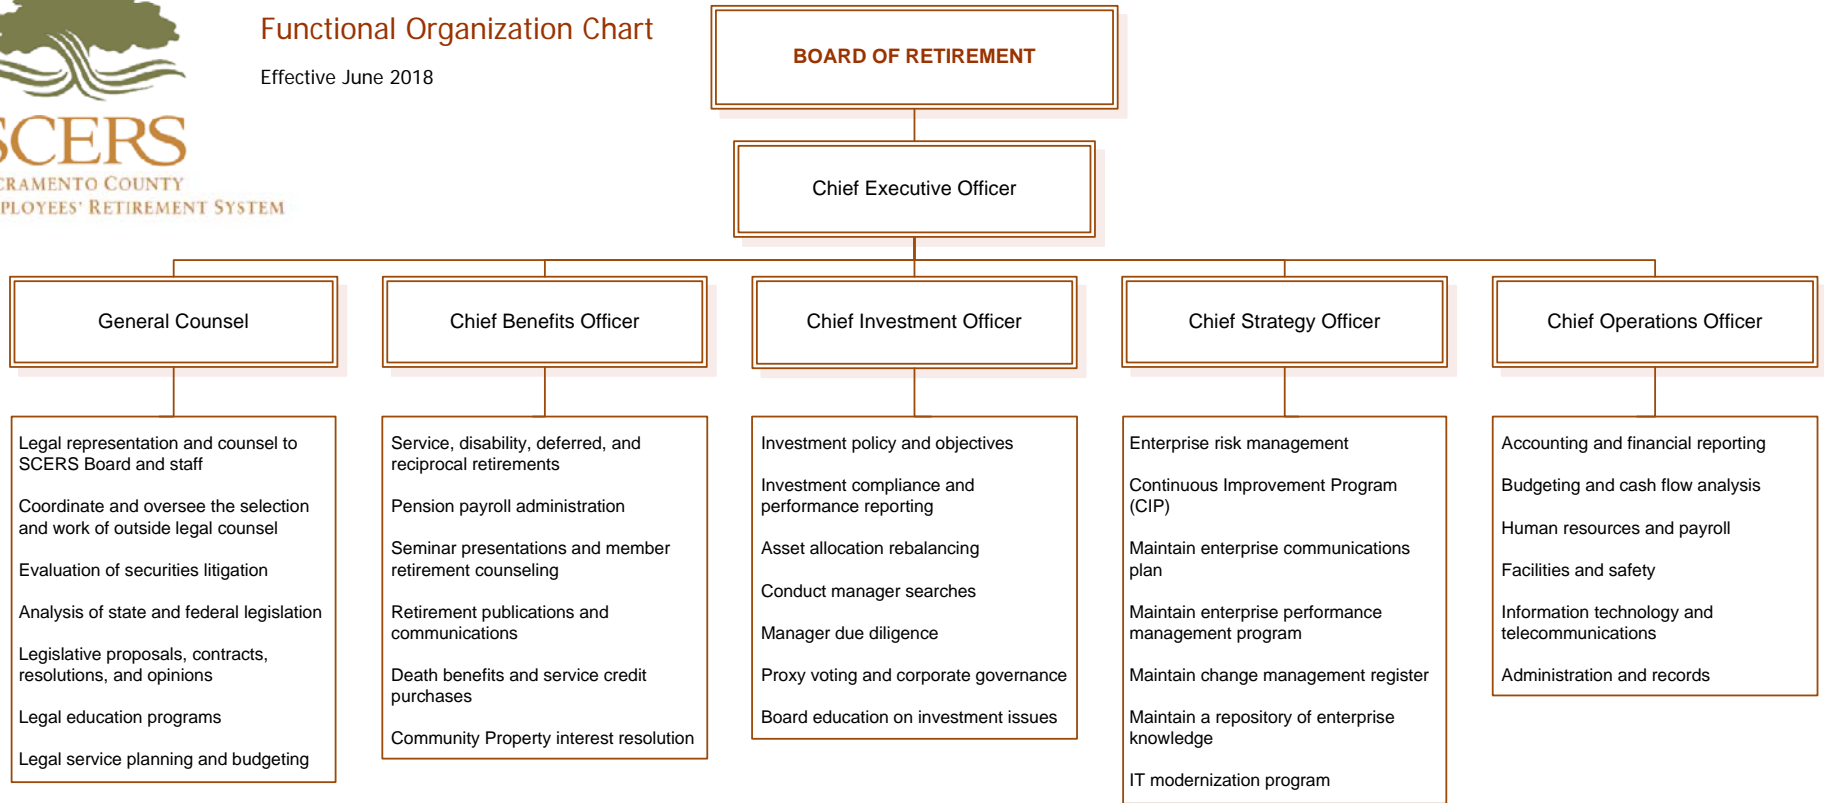 Functional Organization Chart
Effective June 2018
SCERS
CRAMENTO COUNTY
PLOYEES' RETIREMENT SYSTEM
BOARD OF RETIREMENT
Chief Executive Officer
General Counsel
Chief Benefits Officer
Chief Investment Officer
Chief Strategy Officer
Chief Operations Officer
Legal representation and counsel to
SCERS Board and staff
Coordinate and oversee the selection
and work of outside legal counsel
Evaluation of securities litigation
Analysis of state and federal legislation
Legislative proposals, contracts,
resolutions, and opinions
Legal education programs
Legal service planning and budgeting
Service, disability, deferred, and
reciprocal retirements
Pension payroll administration
Seminar presentations and member
retirement counseling
Retirement publications and
communications
Death benefits and service credit
purchases
Community Property interest resolution
Investment policy and objectives
Investment compliance and
performance reporting
Asset allocation rebalancing
Conduct manager searches
Manager due diligence
Proxy voting and corporate governance
Board education on investment issues
Enterprise risk management
Continuous Improvement Program
(CIP)
Maintain enterprise communications
plan
Maintain enterprise performance
management program
Maintain change management register
Maintain a repository of enterprise
knowledge
IT modernization program
Accounting and financial reporting
Budgeting and cash flow analysis
Human resources and payroll
Facilities and safety
Information technology and
telecommunications
Administration and records